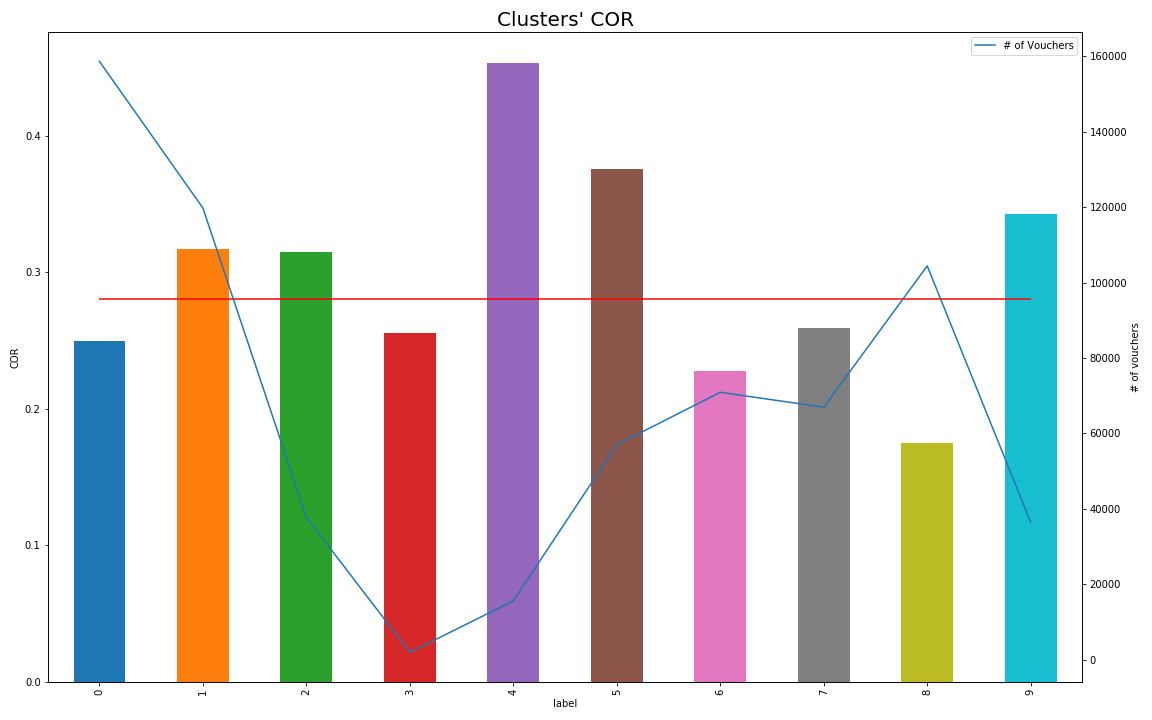 Clusters' COR
# of Vouchers
COR
0.4
0.3
0.2
0.1
0.0
160000
140000
120000
100000
80000
60000
40000
20000
0
# of vouchers
0 1 2 3 4 5 6 7 8 9
label